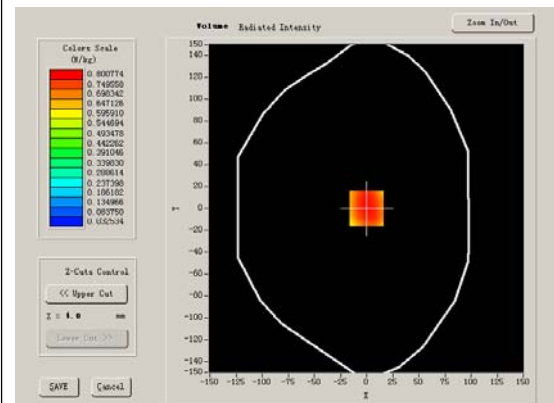 Volume Radiated Intensity
Zoom In/Out
Colors Scale
(W/kg)
0.800774
0.749558
0.698342
0.647126
0.595910
0.544694
0.493478
0.442262
0.391046
0.339830
0.288614
0.237398
0.186182
0.134966
0.083750
0.032534
Z-Cuts Control
<< Upper Cut
Z = 4.0 mm
Lower Cut >>
SAVE Cancel
150
140
120
100
80
60
40
20
0
-20
-40
-60
-80
-100
-120
-140
-150
Y
-150 -125 -100 -75 -50 -25 0 25 50 75 100 125 150
X